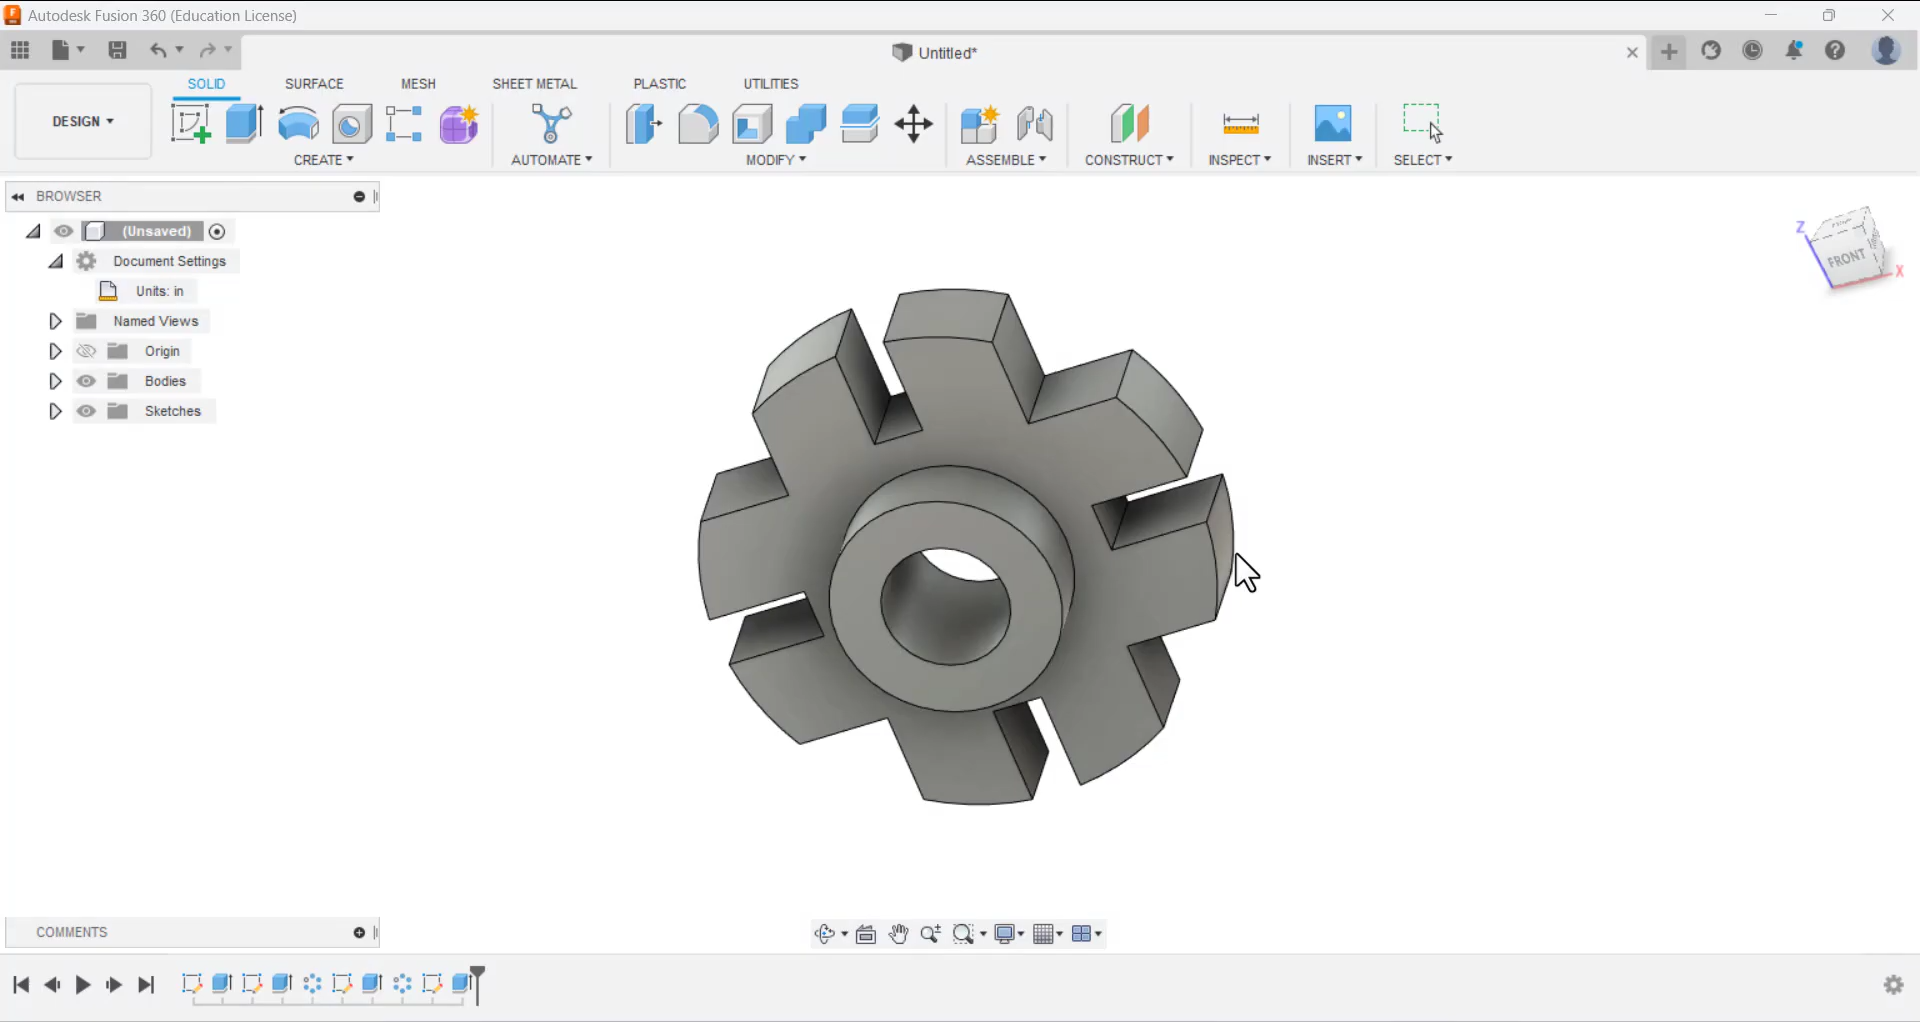 Autodesk Fusion 360 (Education License)
Untitled*
SOLID SURFACE MESH SHEET METAL PLASTIC UTILITIES
DESIGN
CREATE AUTOMATE MODIFY ASSEMBLE CONSTRUCT INSPECT INSERT SELECT
BROWSER
(Unsaved)
Document Settings
Units: in
Named Views
Origin
Bodies
Sketches
Z
FRONT
X
COMMENTS